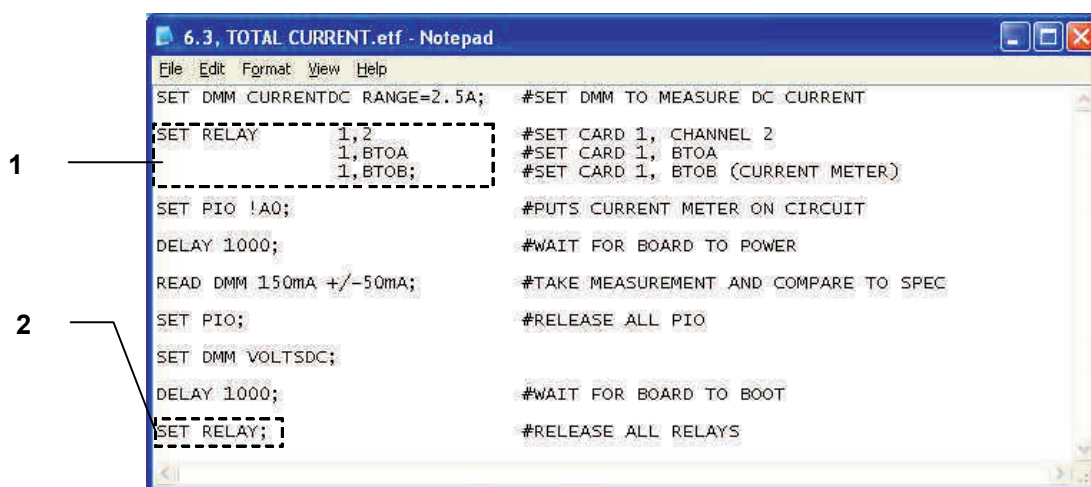 6.3, TOTAL CURRENT.etf - Notepad
File Edit Format View Help
SET DMM CURRENTDC RANGE=2.5A; #SET DMM TO MEASURE DC CURRENT
1
SET RELAY 1,2 #SET CARD 1, CHANNEL 2
1,BTOA #SET CARD 1, BTOA
1,BTOB; #SET CARD 1, BTOB (CURRENT METER)
SET PIO !A0; #PUTS CURRENT METER ON CIRCUIT
DELAY 1000; #WAIT FOR BOARD TO POWER
READ DMM 150mA +/-50mA; #TAKE MEASUREMENT AND COMPARE TO SPEC
2
SET PIO; #RELEASE ALL PIO
SET DMM VOLTSDC;
DELAY 1000; #WAIT FOR BOARD TO BOOT
SET RELAY; #RELEASE ALL RELAYS